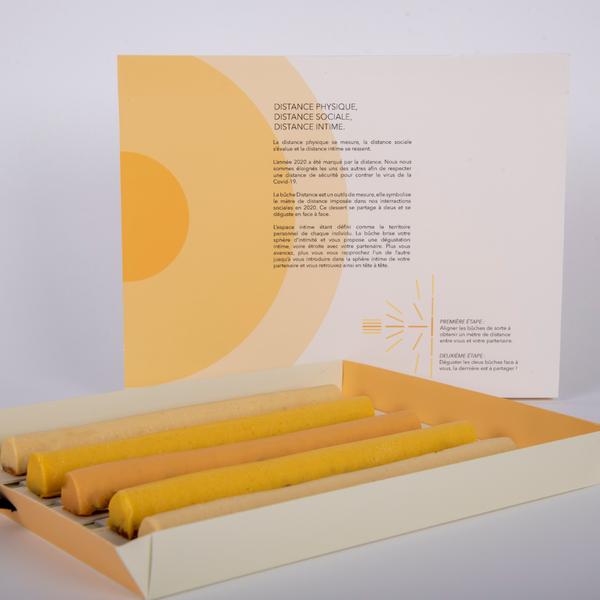 DISTANCE PHYSIQUE,
DISTANCE SOCIALE,
DISTANCE INTIME.
La distance physique se mesure, la distance sociale
s'évalue et la distance intime se ressent.
L'année 2020 a été marqué par la distance. Nous nous
sommes éloignés les uns des autres afin de respecter
une distance de sécurité pour contrer le virus de la
Covid-19.
La bûche Distance est un outils de mesure, elle symbolise
le mètre de distance imposée dans nos interractions
sociales en 2020. Ce dessert se partage à deux et se
déguste en face à face.
L'espace intime étant défini comme le territoire
personnel de chaque individu. La bûche brise votre
sphère d'intimité et vous propose une dégustation
intime, voire étroite avec votre partenaire. Plus vous
avancez, plus vous vous rapprochez l'un de l'autre
jusqu'à vous introduire dans la sphère intime de votre
partenaire et vous retrouvez ainsi en tête à tête.
PREMIÈRE ÉTAPE :
Aligner les bûches de sorte à
obtenir un mètre de distance
entre vous et votre partenaire.
DEUXIÈME ÉTAPE :
Déguster les deux bûches face à
vous, la dernière est à partager !